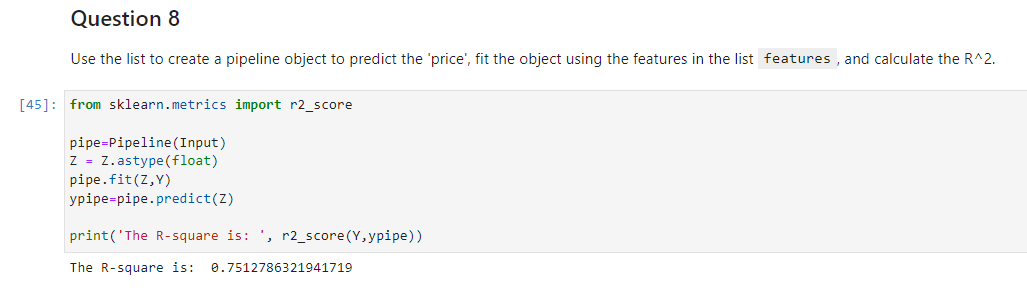 Question 8
Use the list to create a pipeline object to predict the 'price', fit the object using the features in the list features , and calculate the R^2.
[45]: from sklearn.metrics import r2_score
pipe=Pipeline(Input)
Z = Z.astype(float)
pipe.fit(Z,Y)
ypipe=pipe.predict(Z)
print('The R-square is: ', r2_score(Y,ypipe))
The R-square is:  0.7512786321941719